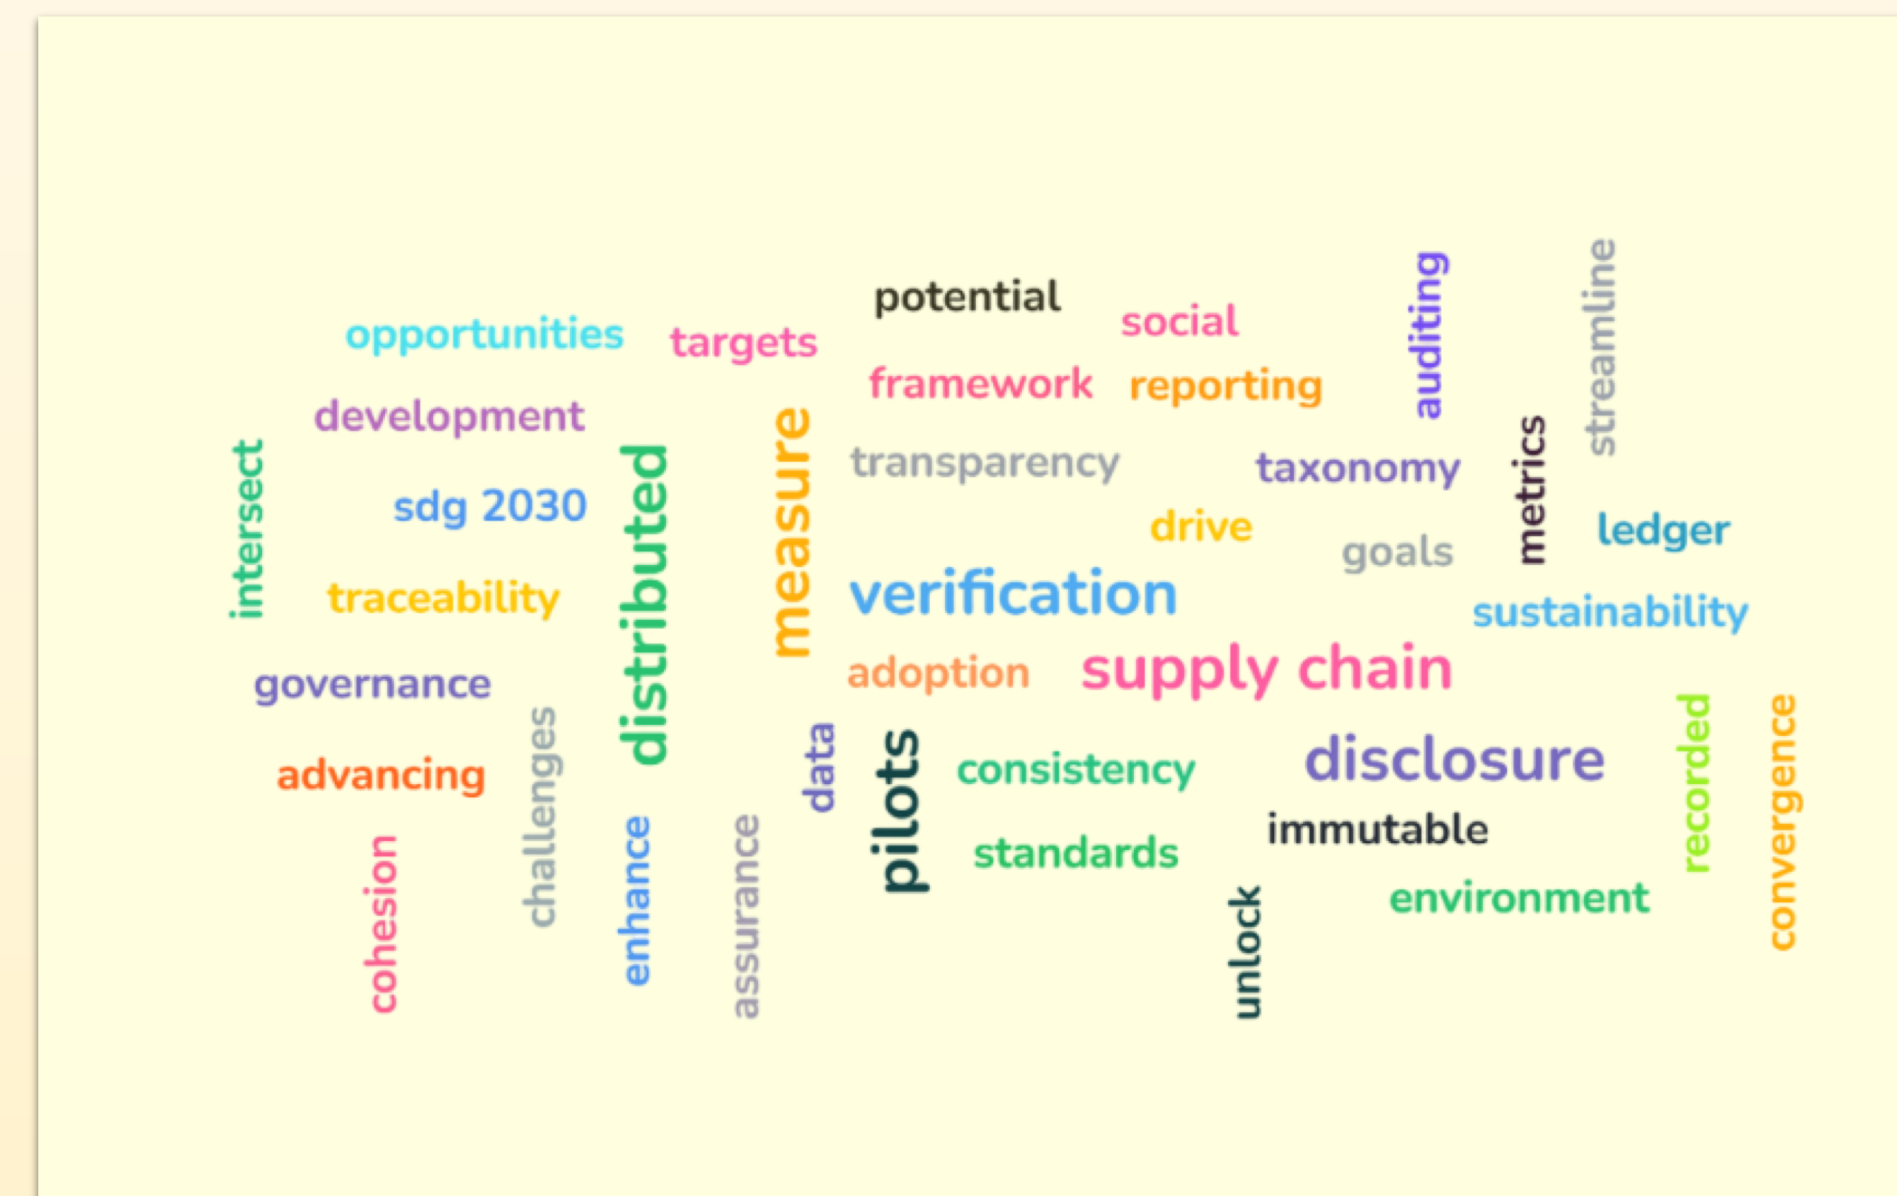 potential
social
auditing
streamline
opportunities
targets
framework
reporting
development
measure
intersect
distributed
transparency
taxonomy
metrics
sdg 2030
drive
goals
ledger
traceability
verification
sustainability
governance
adoption
supply chain
challenges
data
pilots
consistency
disclosure
recorded
convergence
advancing
immutable
cohesion
enhance
assurance
standards
unlock
environment